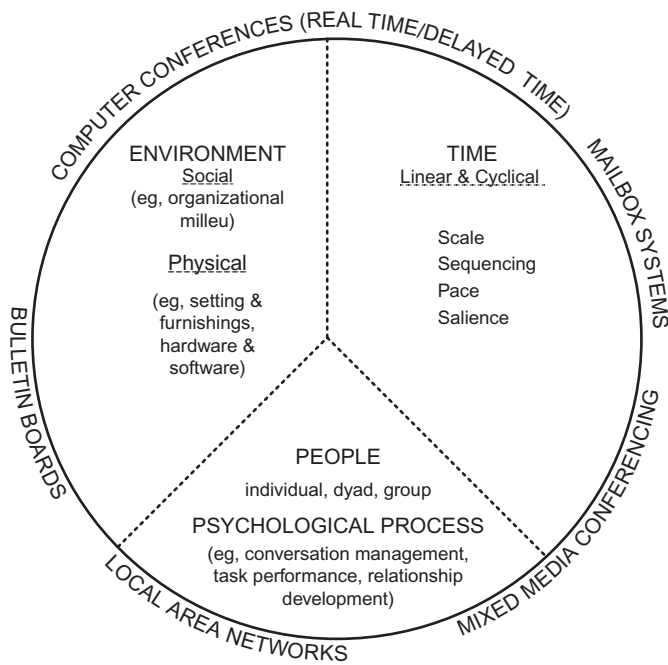 COMPUTER CONFERENCES (REAL TIME/DELAYED TIME)
MAILBOX SYSTEMS
MIXED MEDIA CONFERENCING
LOCAL AREA NETWORKS
BULLETIN BOARDS
ENVIRONMENT
Social
(eg, organizational
milleu)
Physical
(eg, setting &
furnishings,
hardware &
software)
TIME
Linear & Cyclical
Scale
Sequencing
Pace
Salience
PEOPLE
individual, dyad, group
PSYCHOLOGICAL PROCESS
(eg, conversation management,
task performance, relationship
development)